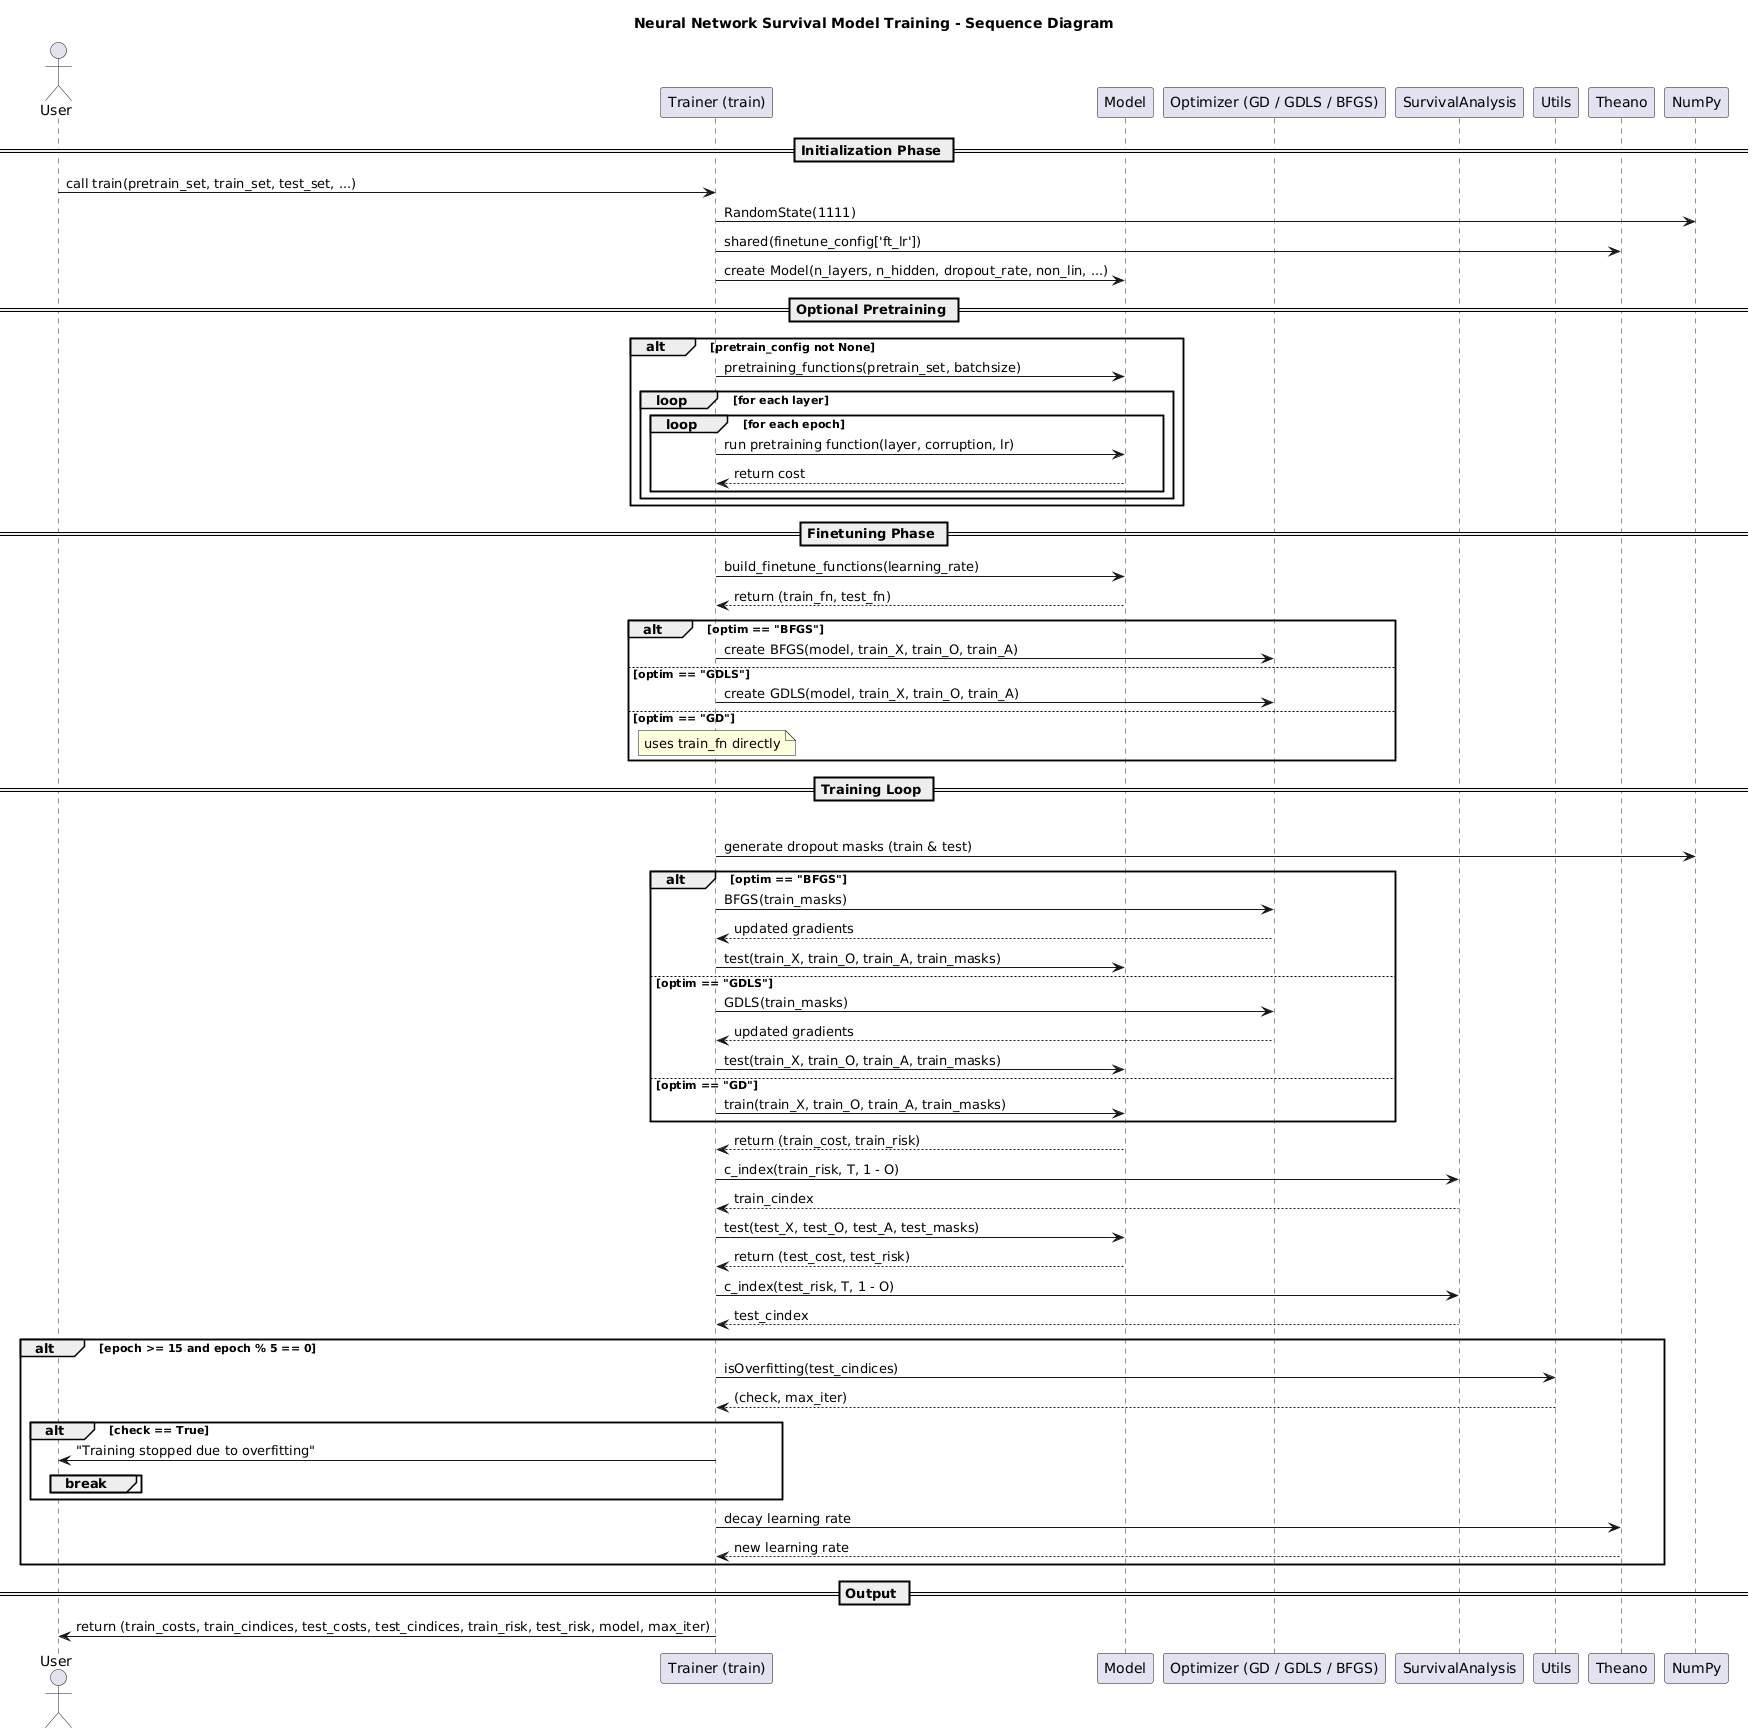 Neural Network Survival Model Training - Sequence Diagram
User
Trainer (train)
Model
Optimizer (GD / GDLS / BFGS)
SurvivalAnalysis
Utils
Theano
NumPy
Initialization Phase
call train(pretrain_set, train_set, test_set, ...)
RandomState(1111)
shared(finetune_config['ft_lr'])
create Model(n_layers, n_hidden, dropout_rate, non_lin, ...)
Optional Pretraining
alt [pretrain_config not None]
pretraining_functions(pretrain_set, batchsize)
loop [for each layer]
loop [for each epoch]
run pretraining function(layer, corruption, lr)
return cost
Finetuning Phase
build_finetune_functions(learning_rate)
return (train_fn, test_fn)
alt [optim == "BFGS"]
create BFGS(model, train_X, train_O, train_A)
[optim == "GDLS"]
create GDLS(model, train_X, train_O, train_A)
[optim == "GD"]
uses train_fn directly
Training Loop
generate dropout masks (train & test)
alt [optim == "BFGS"]
BFGS(train_masks)
updated gradients
test(train_X, train_O, train_A, train_masks)
[optim == "GDLS"]
GDLS(train_masks)
updated gradients
test(train_X, train_O, train_A, train_masks)
[optim == "GD"]
train(train_X, train_O, train_A, train_masks)
return (train_cost, train_risk)
c_index(train_risk, T, 1 - O)
train_cindex
test(test_X, test_O, test_A, test_masks)
return (test_cost, test_risk)
c_index(test_risk, T, 1 - O)
test_cindex
alt [epoch >= 15 and epoch % 5 == 0]
isOverfitting(test_cindices)
(check, max_iter)
alt [check == True]
"Training stopped due to overfitting"
break
decay learning rate
new learning rate
Output
return (train_costs, train_cindices, test_costs, test_cindices, train_risk, test_risk, model, max_iter)
User
Trainer (train)
Model
Optimizer (GD / GDLS / BFGS)
SurvivalAnalysis
Utils
Theano
NumPy